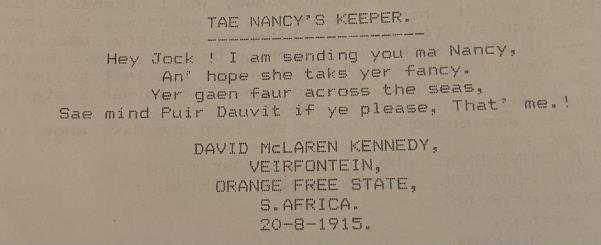 TAE NANCY'S KEEPER.
----------------------
Hey Jock ! I am sending you ma Nancy,
An' hope she taks yer fancy.
Yer gaen faur across the seas,
Sae mind Puir Dauvit if ye please, That' me.!
DAVID McLAREN KENNEDY,
VEIRFONTEIN,
ORANGE FREE STATE,
S.AFRICA.
20-8-1915.